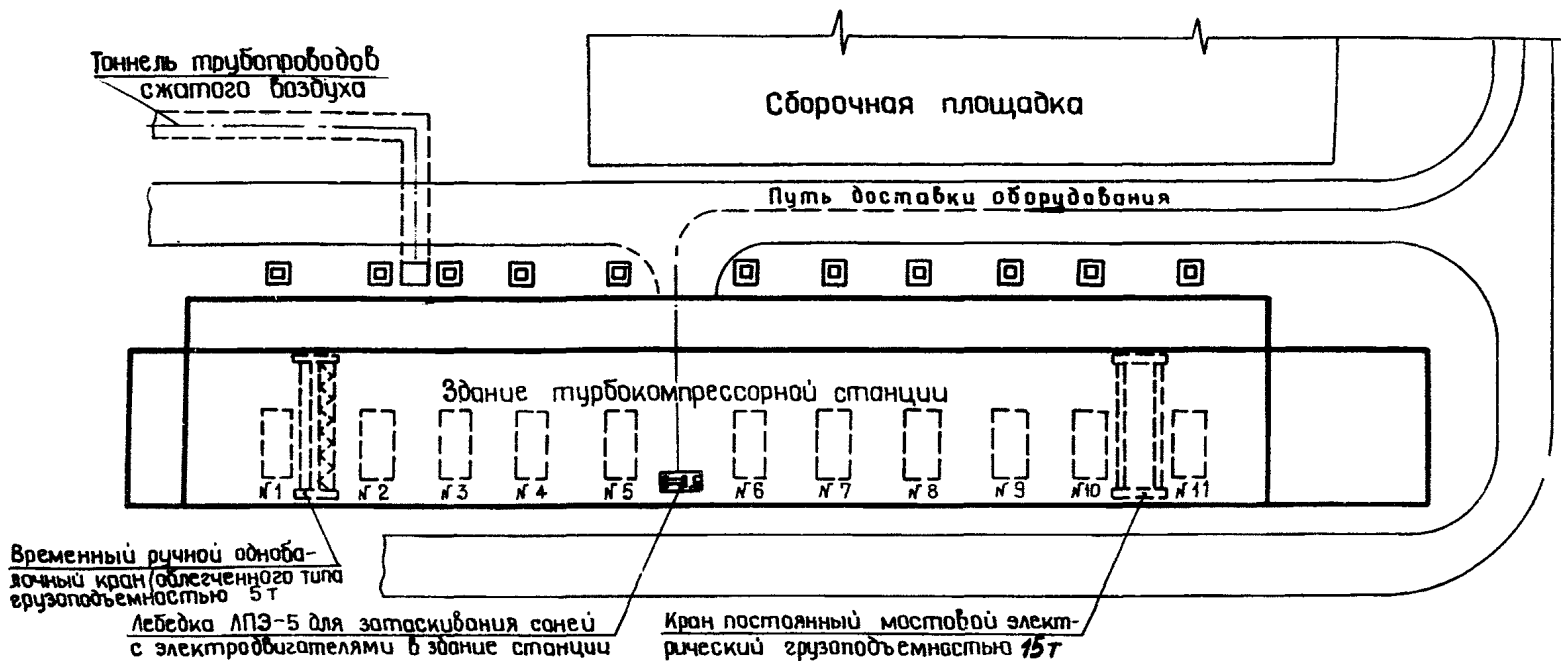 Тоннель трубопроводов
сжатого воздуха
Сборочная площадка
Путь доставки оборудования
Здание турбокомпрессорной станции
№1
№2
№3
№4
№5
№6
№7
№8
№9
№10
№11
Временный ручной одноба-
лочный кран облегченного типа
грузоподъемностью 5т
Лебедка ЛПЭ-5 для затаскивания саней
с электродвигателями в здание станции
Кран постоянный мостовой элект-
рический грузоподъемностью 15т